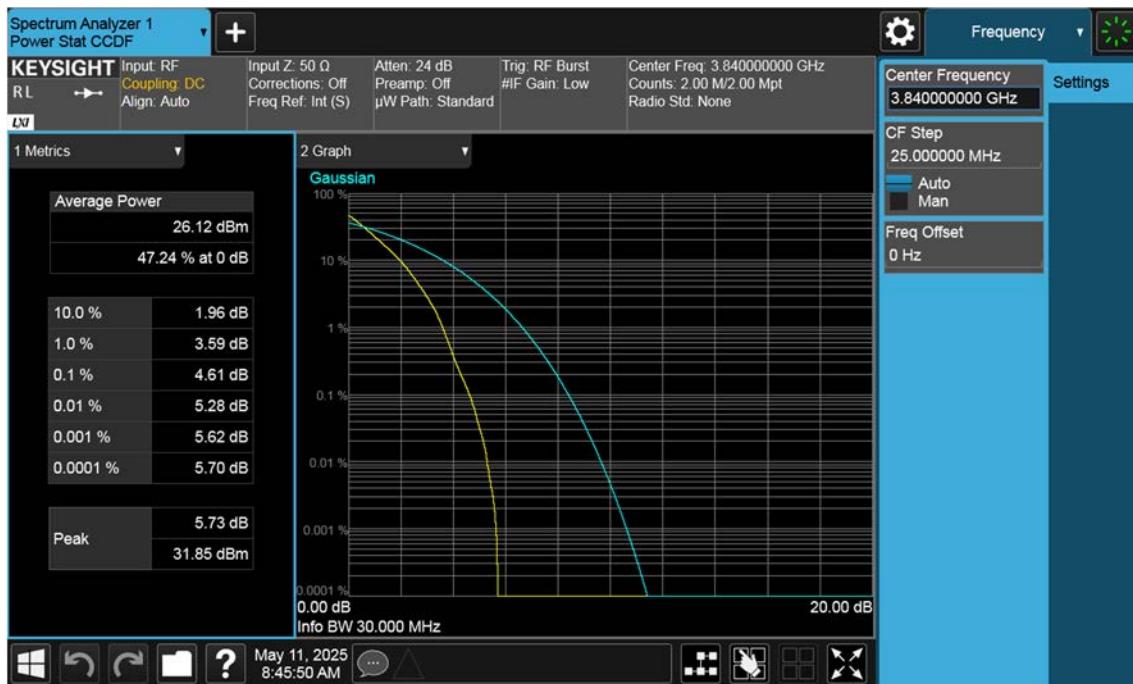 Spectrum Analyzer 1
Power Stat CCDF
Frequency
KEYSIGHT
RL
LXI
Input: RF
Coupling: DC
Align: Auto
Input Z: 50 Ω
Corrections: Off
Freq Ref: Int (S)
Atten: 24 dB
Preamp: Off
µW Path: Standard
Trig: RF Burst
#IF Gain: Low
Center Freq: 3.840000000 GHz
Counts: 2.00 M/2.00 Mpt
Radio Std: None
Center Frequency
3.840000000 GHz
Settings
CF Step
25.000000 MHz
Auto
Man
Freq Offset
0 Hz
1 Metrics
Average Power
26.12 dBm
47.24 % at 0 dB
10.0 % 1.96 dB
1.0 % 3.59 dB
0.1 % 4.61 dB
0.01 % 5.28 dB
0.001 % 5.62 dB
0.0001 % 5.70 dB
Peak
5.73 dB
31.85 dBm
2 Graph
Gaussian
100 %
10 %
1 %
0.1 %
0.01 %
0.001 %
0.0001 %
0.00 dB 20.00 dB
Info BW 30.000 MHz
?
May 11, 2025
8:45:50 AM